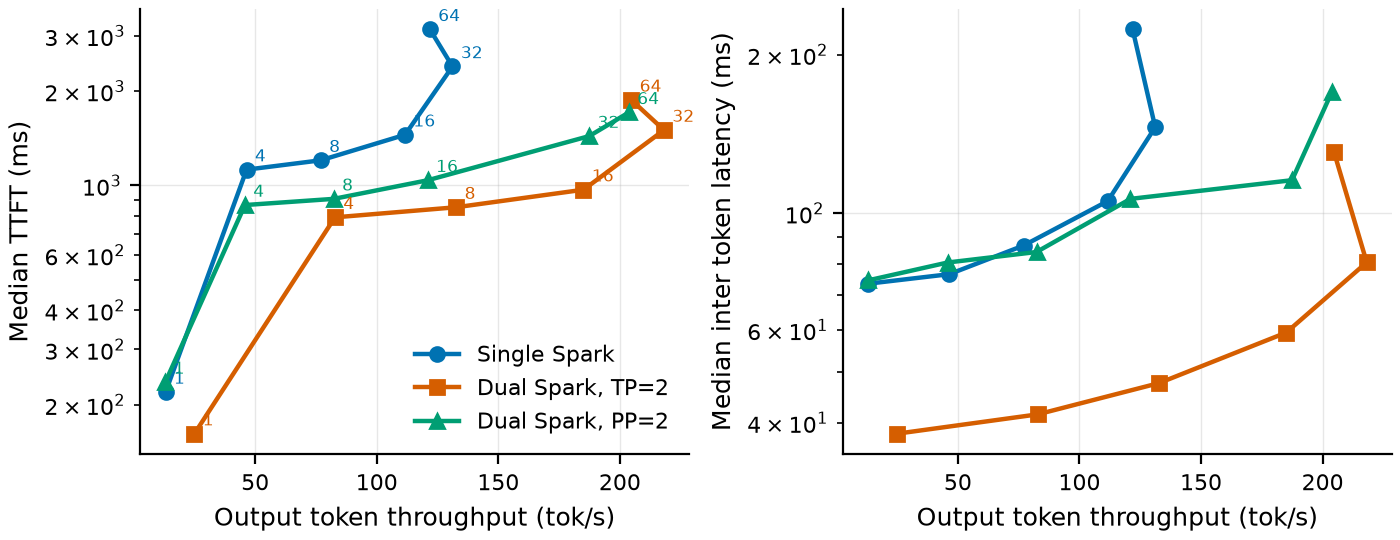 Median TTFT (ms)
3 × 10³
2 × 10³
10³
6 × 10²
4 × 10²
3 × 10²
2 × 10²
64
32
16
8
4
1
64
32
16
8
4
1
64
32
16
8
4
1
Single Spark
Dual Spark, TP=2
Dual Spark, PP=2
50
100
150
200
Output token throughput (tok/s)
Median inter token latency (ms)
2 × 10²
10²
6 × 10¹
4 × 10¹
50
100
150
200
Output token throughput (tok/s)